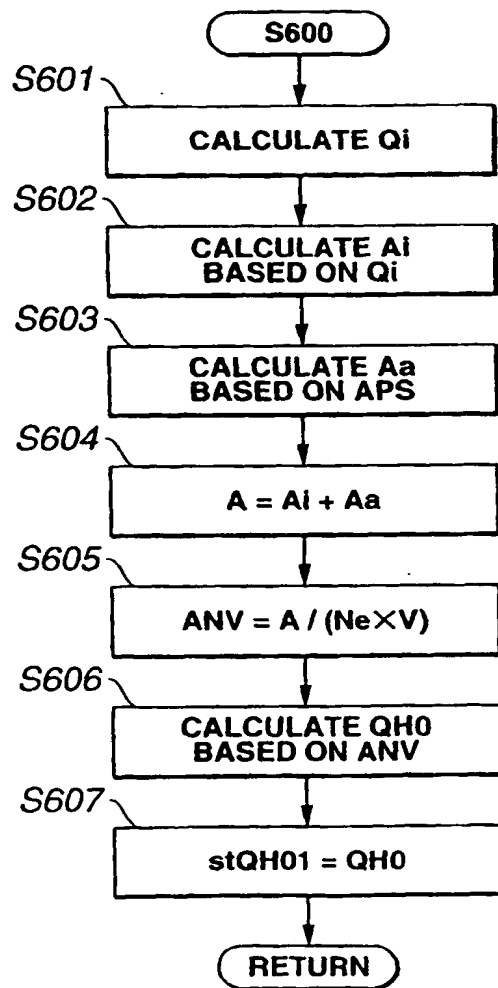 S600
S601
CALCULATE Qi
S602
CALCULATE Ai
BASED ON Qi
S603
CALCULATE Aa
BASED ON APS
S604
A = Ai + Aa
S605
ANV = A / (Ne×V)
S606
CALCULATE QH0
BASED ON ANV
S607
stQH01 = QH0
RETURN